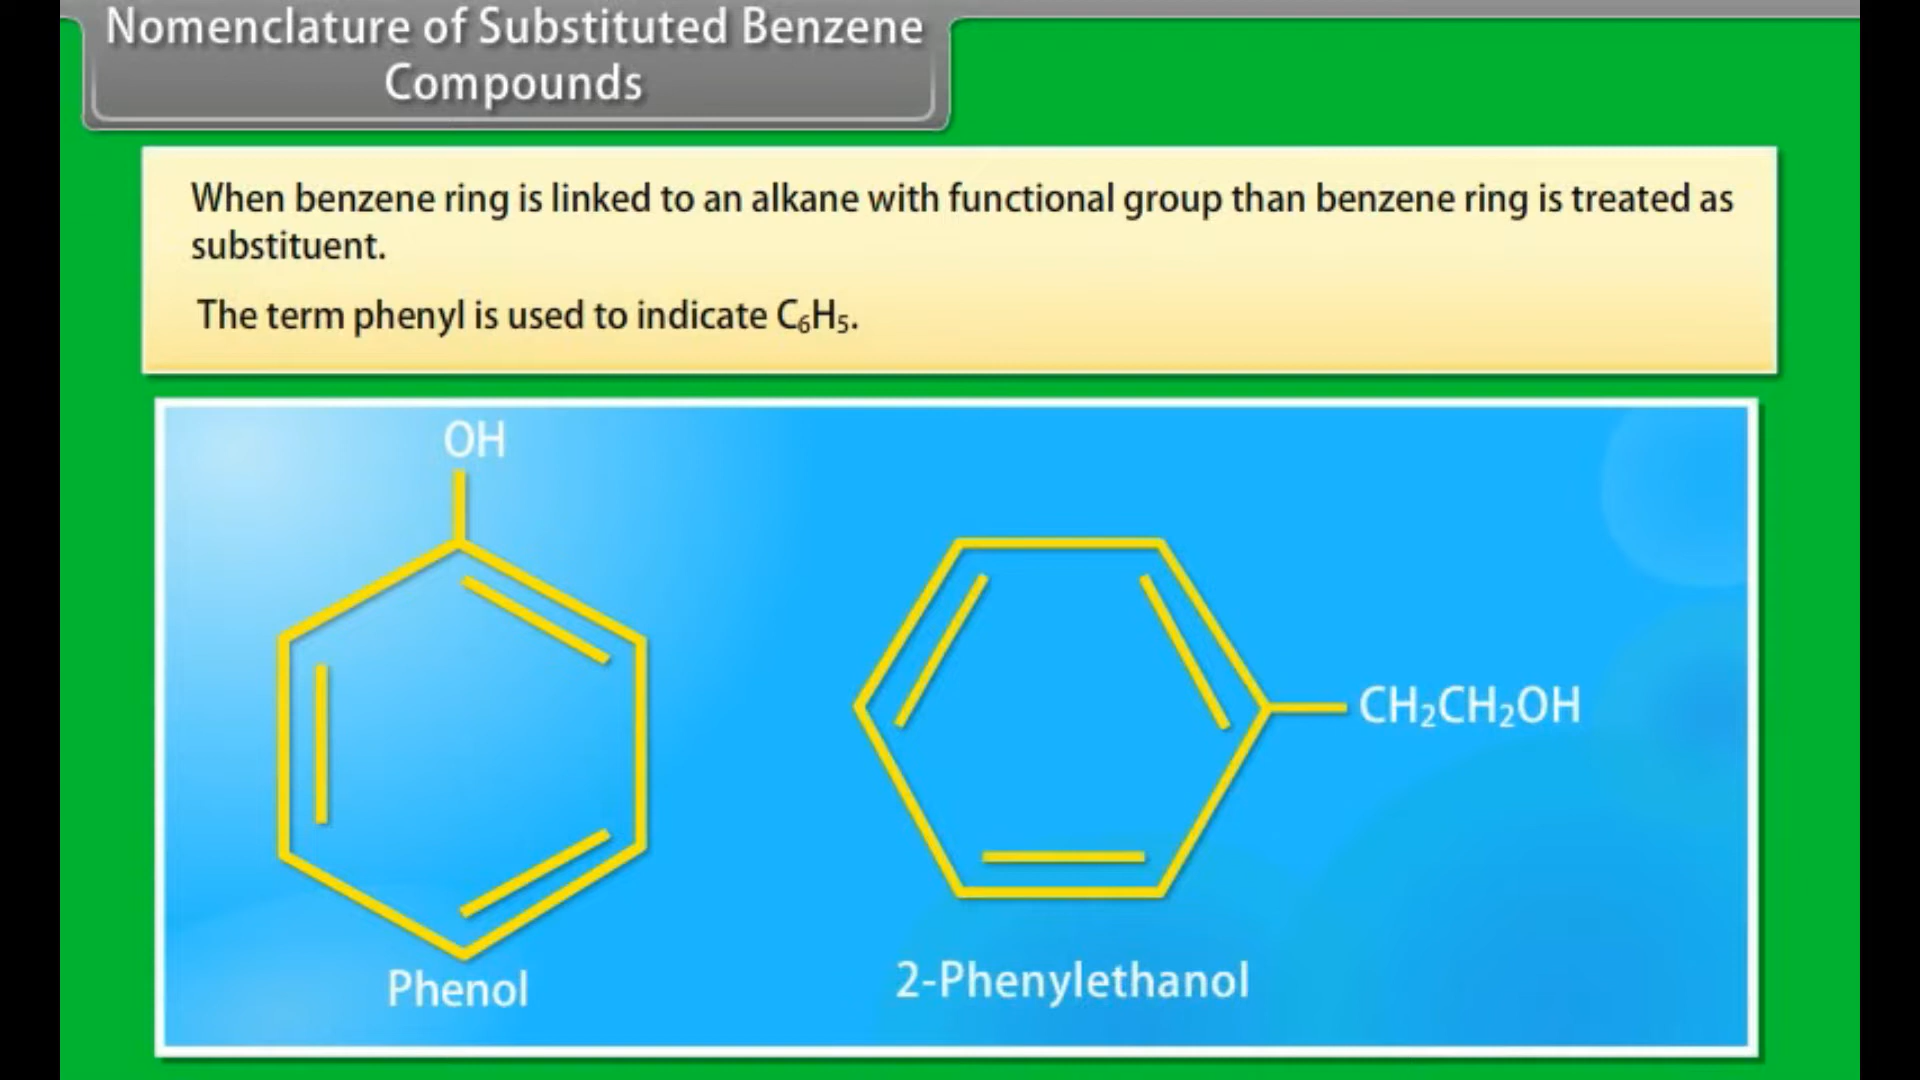 Nomenclature of Substituted Benzene
Compounds
When benzene ring is linked to an alkane with functional group than benzene ring is treated as
substituent.
The term phenyl is used to indicate C₆H₅.
OH
CH₂CH₂OH
Phenol
2-Phenylethanol